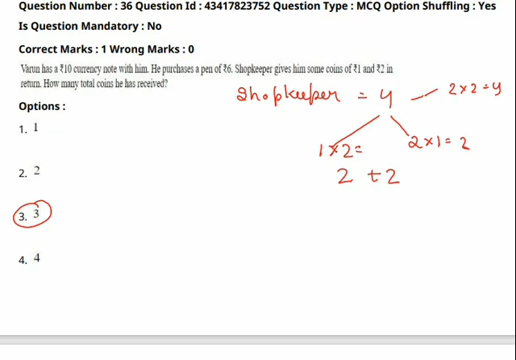 Question Number : 36 Question Id : 43417823752 Question Type : MCQ Option Shuffling : Yes
Is Question Mandatory : No
Correct Marks : 1 Wrong Marks : 0
Varun has a ₹10 currency note with him. He purchases a pen of ₹6. Shopkeeper gives him some coins of ₹1 and ₹2 in
return. How many total coins he has received?
Shopkeeper = 4 — 2 × 2 = 4
Options :
1. 1
1 × 2 = 2 × 1 = 2
2. 2
2 + 2
3. 3
4. 4